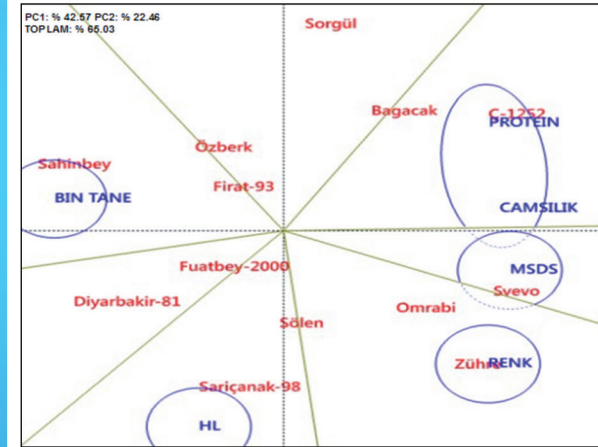 PC1: % 42.57 PC2: % 22.46
TOPLAM: % 65.03
Sorgül
Bagacak
C-1252
PROTEIN
Özberk
Sahinbey
Firat-93
BIN TANE
CAMSILIK
Fuatbey-2000
MSDS
Svevo
Diyarbakir-81
Omrabi
Sölen
Zühre
RENK
Sariçanak-98
HL